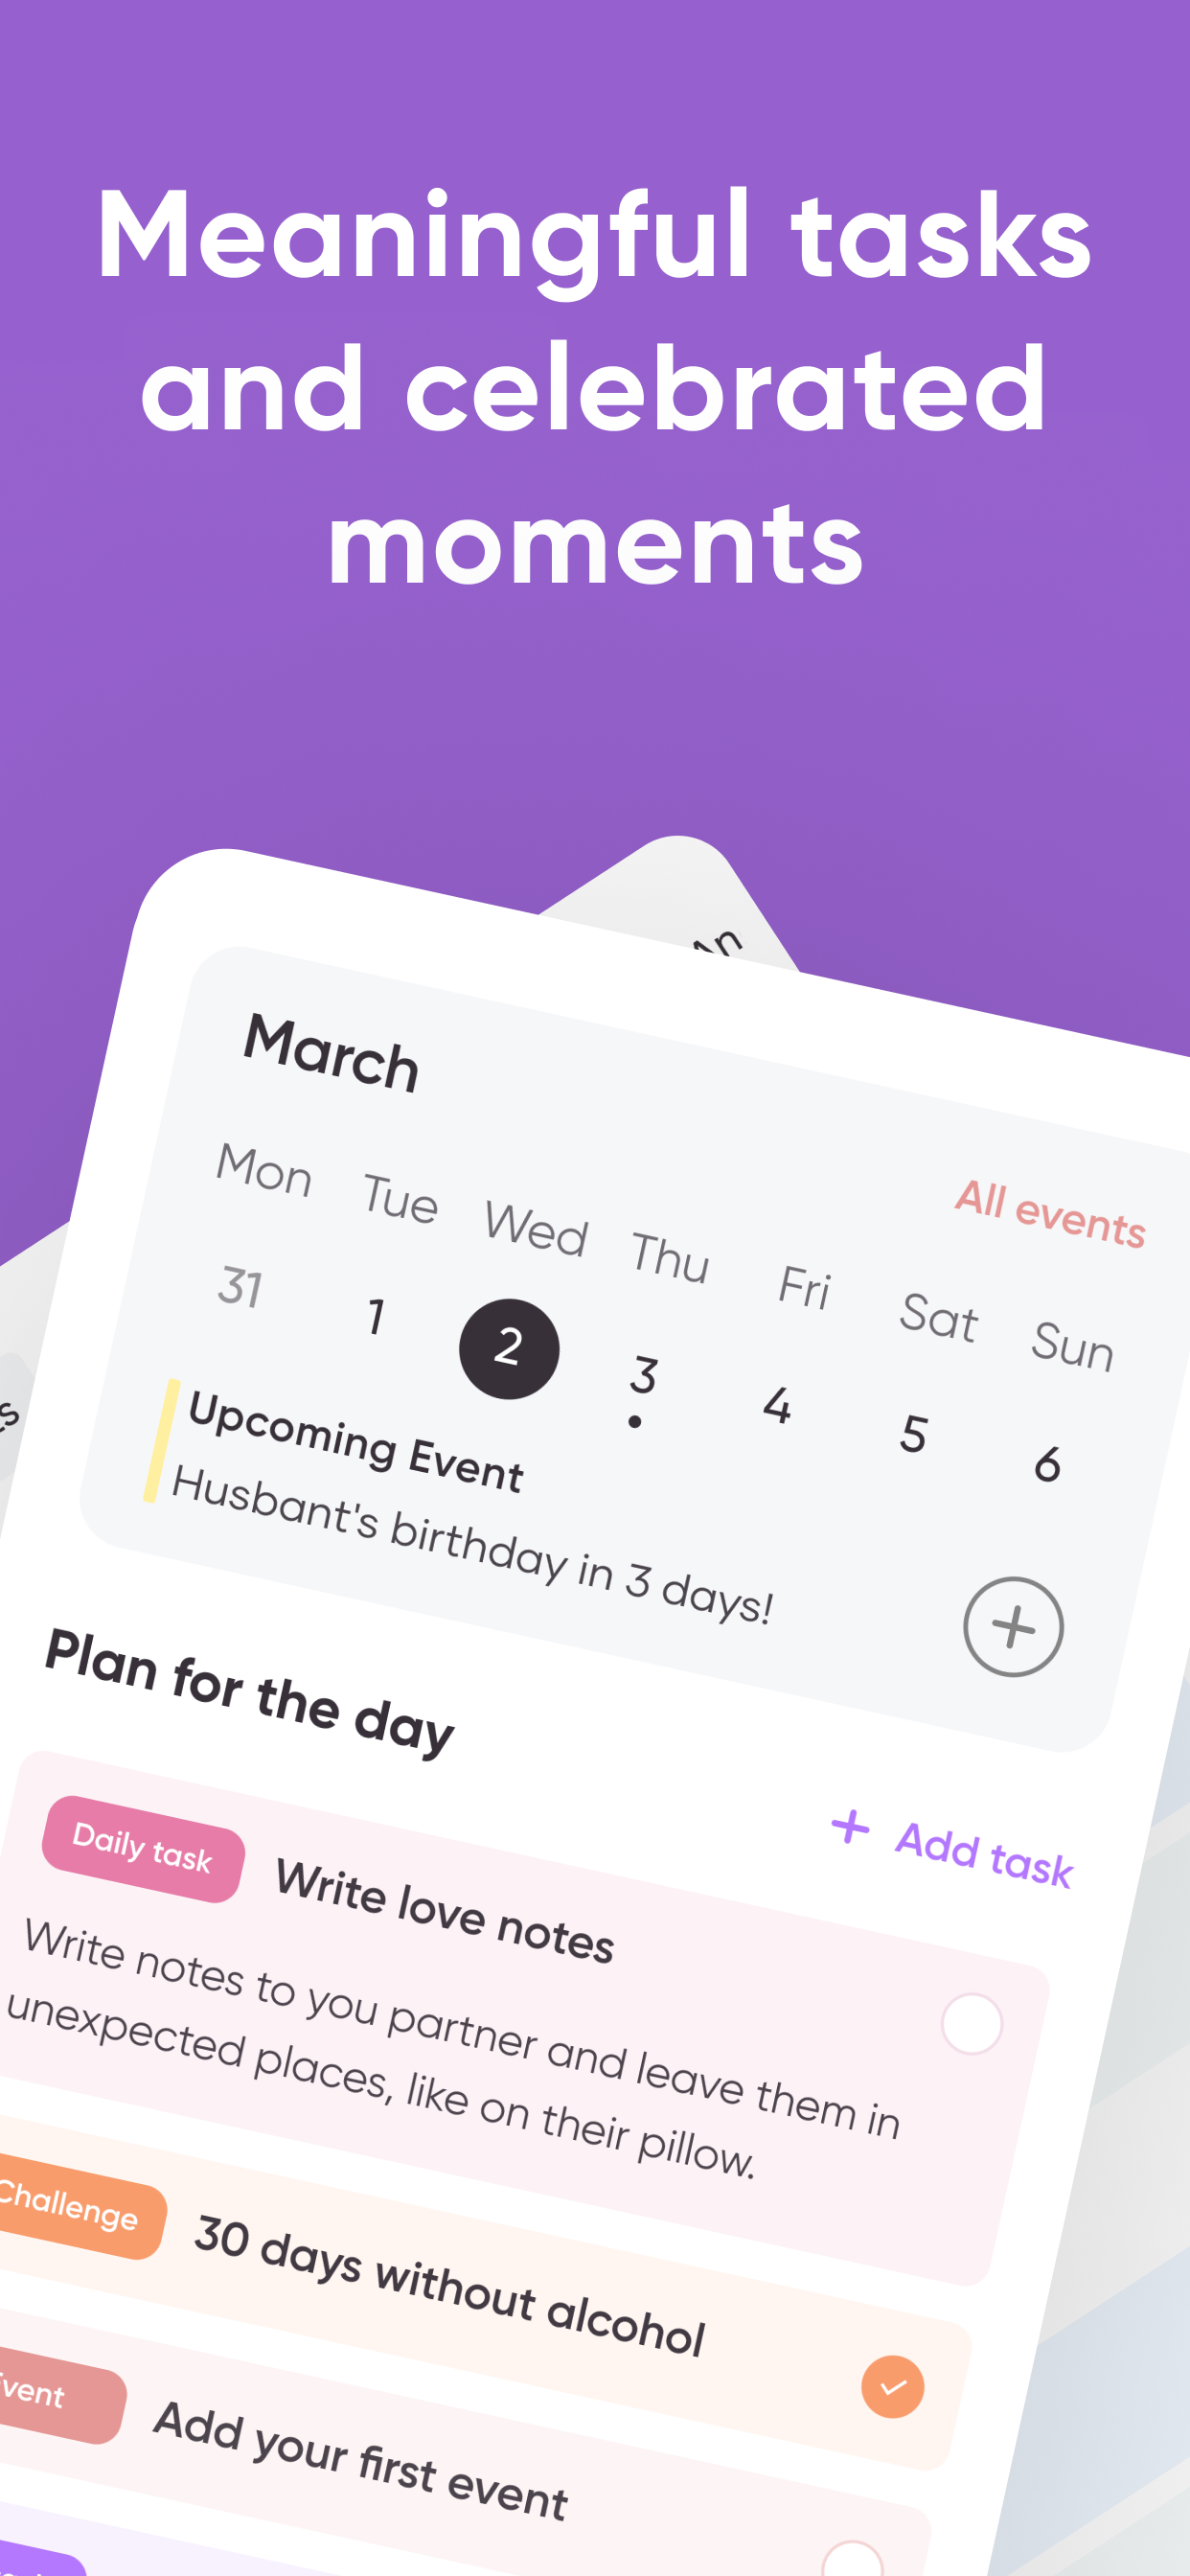 Meaningful tasks
and celebrated
moments
March
All events
Mon Tue Wed Thu Fri Sat Sun
31 1 2 3 4 5 6
Upcoming Event
Husbant's birthday in 3 days!
Plan for the day
+ Add task
Daily task Write love notes
Write notes to you partner and leave them in
unexpected places, like on their pillow.
Challenge 30 days without alcohol
Add your first event